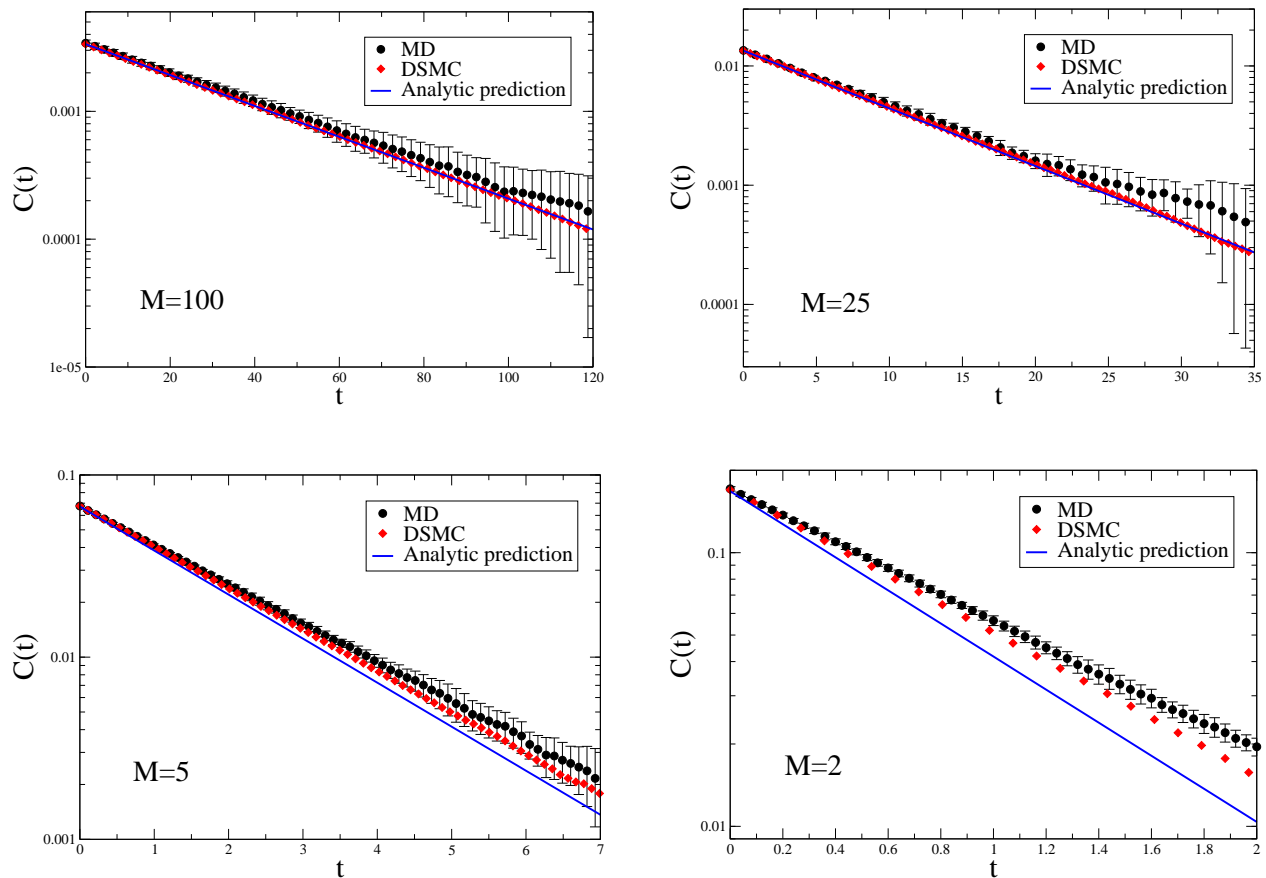 MD
DSMC
Analytic prediction
0.001
0.0001
1e-05
C(t)
M=100
0 20 40 60 80 100 120
t
MD
DSMC
Analytic prediction
0.01
0.001
0.0001
C(t)
M=25
0 5 10 15 20 25 30 35
t
MD
DSMC
Analytic prediction
0.1
0.01
0.001
C(t)
M=5
0 1 2 3 4 5 6 7
t
MD
DSMC
Analytic prediction
0.1
0.01
C(t)
M=2
0 0.2 0.4 0.6 0.8 1 1.2 1.4 1.6 1.8 2
t